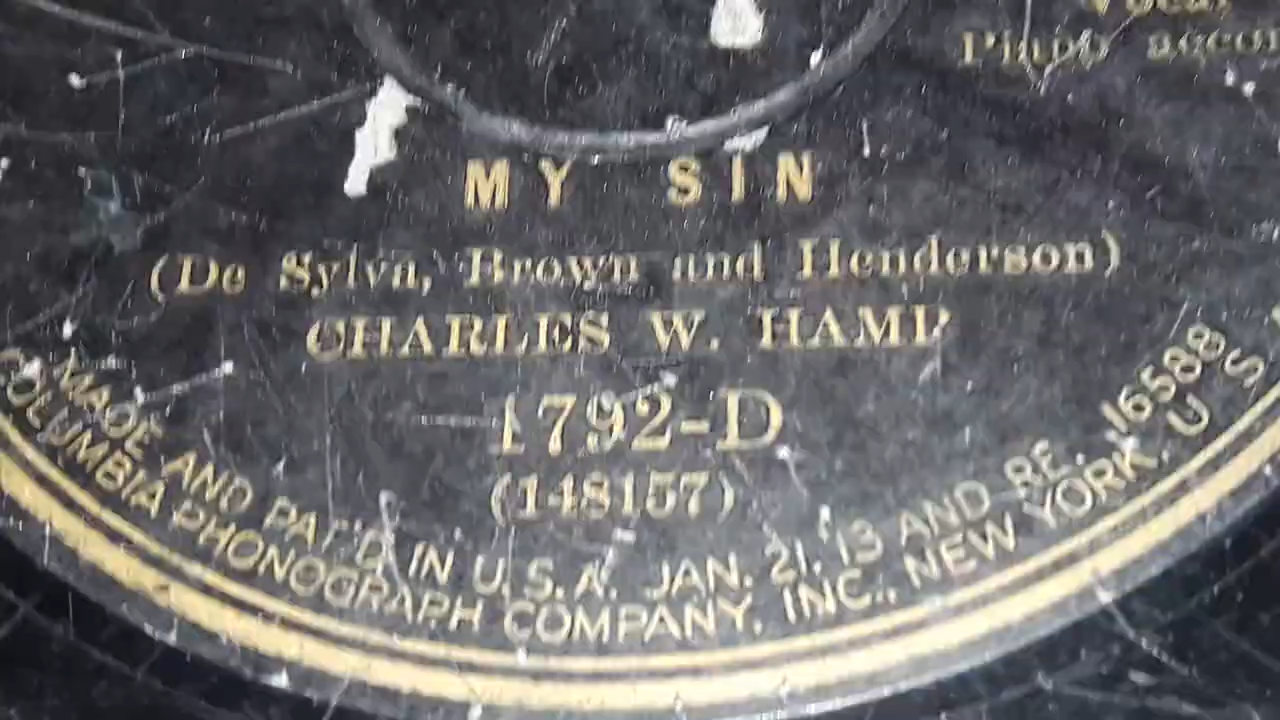 Vocal
Piano accom
MY SIN
(De Sylva, Brown and Henderson)
CHARLES W. HAMP
1792-D
(148157)
MADE AND PAT'D IN U.S.A. JAN. 21, '13 AND RE. 16588
COLUMBIA PHONOGRAPH COMPANY, INC., NEW YORK, U S